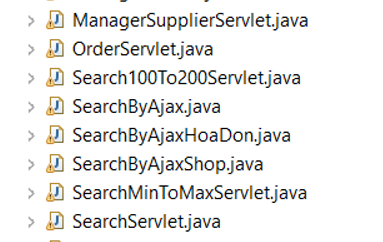 ManagerSupplierServlet.java
OrderServlet.java
Search100To200Servlet.java
SearchByAjax.java
SearchByAjaxHoaDon.java
SearchByAjaxShop.java
SearchMinToMaxServlet.java
SearchServlet.java